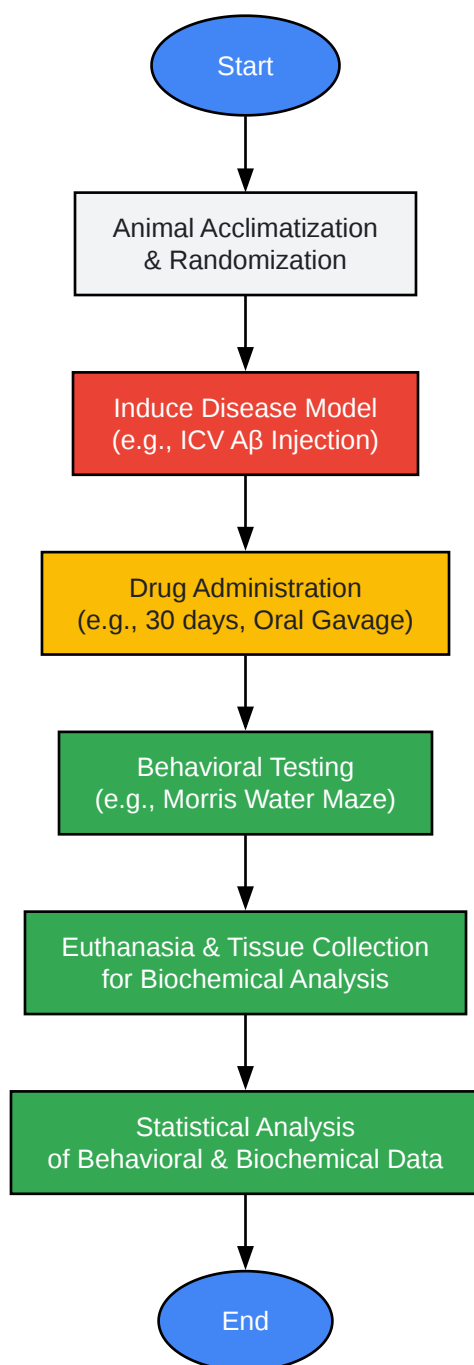 Start
Animal Acclimatization
& Randomization
Induce Disease Model
(e.g., ICV Aβ Injection)
Drug Administration
(e.g., 30 days, Oral Gavage)
Behavioral Testing
(e.g., Morris Water Maze)
Euthanasia & Tissue Collection
for Biochemical Analysis
Statistical Analysis
of Behavioral & Biochemical Data
End